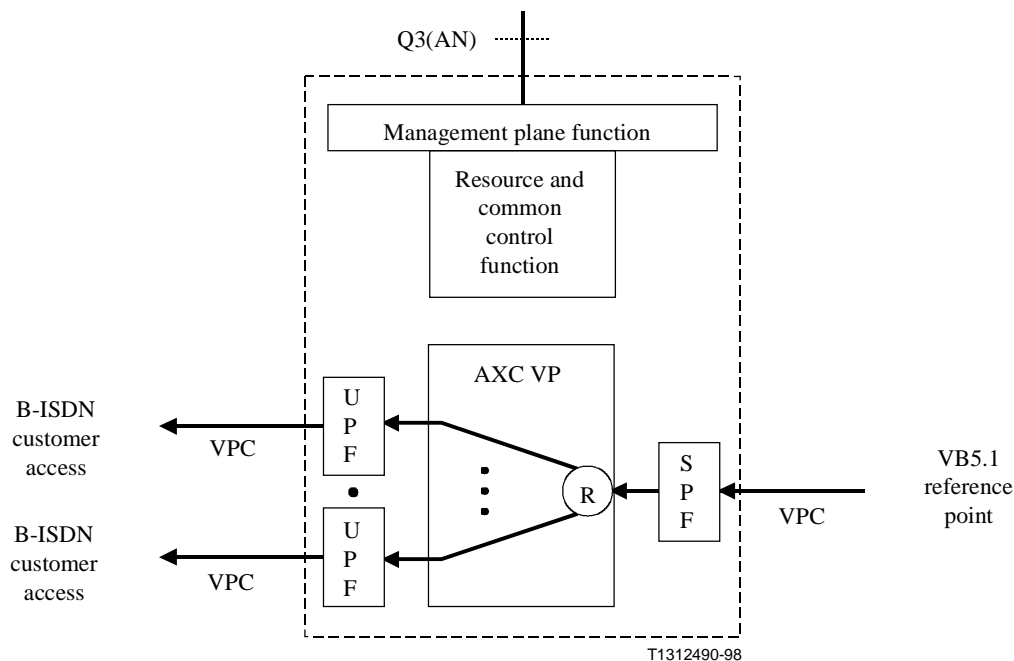 Q3(AN)
Management plane function
Resource and
common
control
function
AXC VP
B-ISDN
customer
access
VPC
U
P
F
R
S
P
F
VPC
VB5.1
reference
point
B-ISDN
customer
access
VPC
U
P
F
T1312490-98